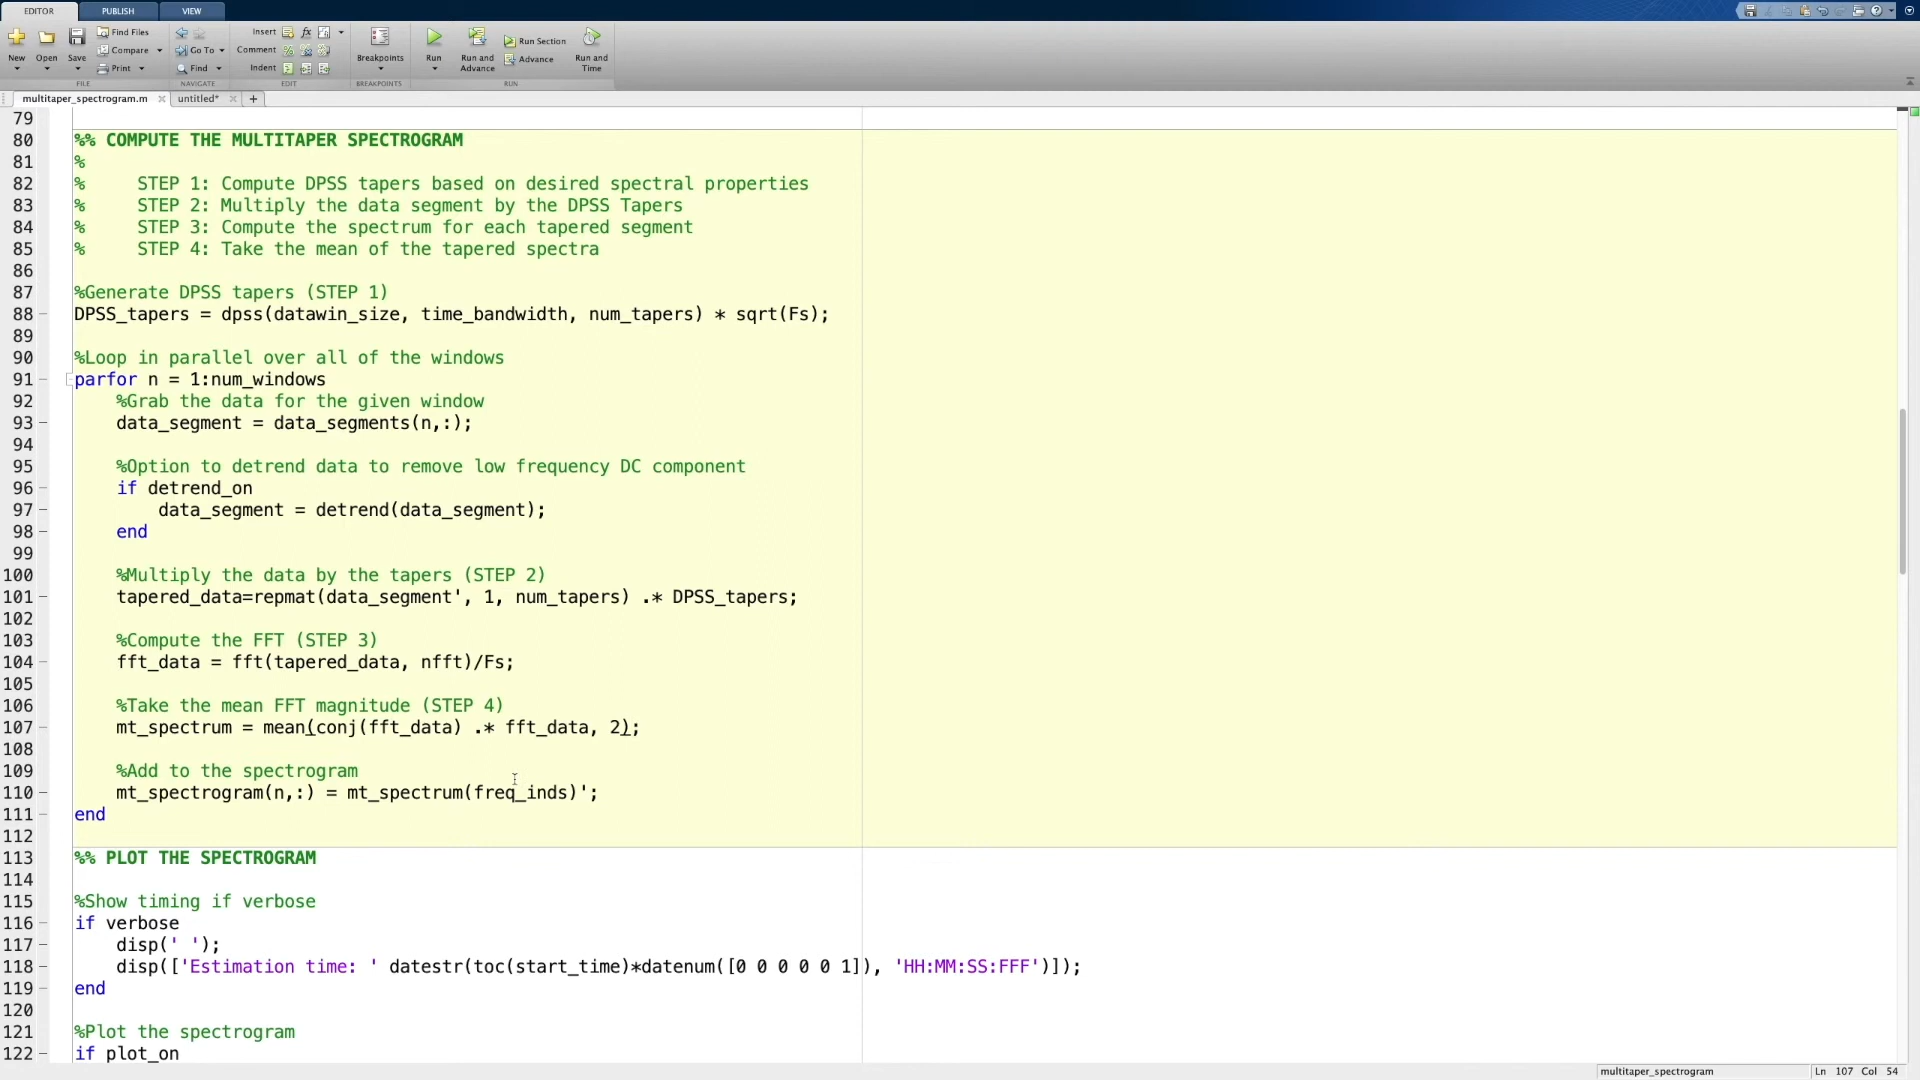 EDITOR PUBLISH VIEW
New Open Save Find Files Compare Print
FILE
Go To Find
NAVIGATE
Insert fx
Comment
Indent
EDIT
Breakpoints
BREAKPOINTS
Run Run and Advance Run Section Advance Run and Time
RUN
multitaper_spectrogram.m untitled*
79
80 %% COMPUTE THE MULTITAPER SPECTROGRAM
81 %
82 % STEP 1: Compute DPSS tapers based on desired spectral properties
83 % STEP 2: Multiply the data segment by the DPSS Tapers
84 % STEP 3: Compute the spectrum for each tapered segment
85 % STEP 4: Take the mean of the tapered spectra
86
87 %Generate DPSS tapers (STEP 1)
88 DPSS_tapers = dpss(datawin_size, time_bandwidth, num_tapers) * sqrt(Fs);
89
90 %Loop in parallel over all of the windows
91 parfor n = 1:num_windows
92 %Grab the data for the given window
93 data_segment = data_segments(n,:);
94
95 %Option to detrend data to remove low frequency DC component
96 if detrend_on
97 data_segment = detrend(data_segment);
98 end
99
100 %Multiply the data by the tapers (STEP 2)
101 tapered_data=repmat(data_segment', 1, num_tapers) .* DPSS_tapers;
102
103 %Compute the FFT (STEP 3)
104 fft_data = fft(tapered_data, nfft)/Fs;
105
106 %Take the mean FFT magnitude (STEP 4)
107 mt_spectrum = mean(conj(fft_data) .* fft_data, 2);
108
109 %Add to the spectrogram
110 mt_spectrogram(n,:) = mt_spectrum(freq_inds)';
111 end
112
113 %% PLOT THE SPECTROGRAM
114
115 %Show timing if verbose
116 if verbose
117 disp(' ');
118 disp(['Estimation time: ' datestr(toc(start_time)*datenum([0 0 0 0 0 1]), 'HH:MM:SS:FFF')]);
119 end
120
121 %Plot the spectrogram
122 if plot_on
multitaper_spectrogram Ln 107 Col 54